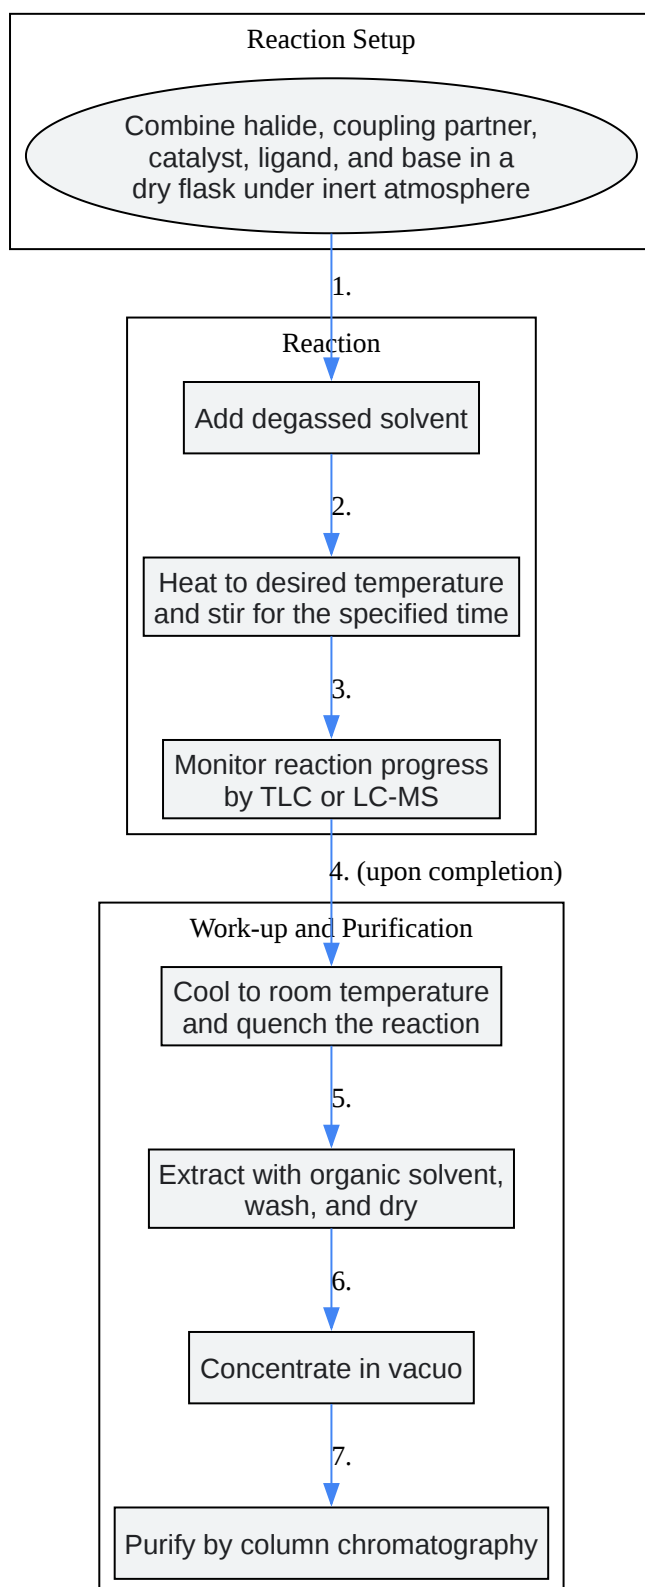 Reaction Setup
Combine halide, coupling partner,
catalyst, ligand, and base in a
dry flask under inert atmosphere
1.
Reaction
Add degassed solvent
2.
Heat to desired temperature
and stir for the specified time
3.
Monitor reaction progress
by TLC or LC-MS
4. (upon completion)
Work-up and Purification
Cool to room temperature
and quench the reaction
5.
Extract with organic solvent,
wash, and dry
6.
Concentrate in vacuo
7.
Purify by column chromatography